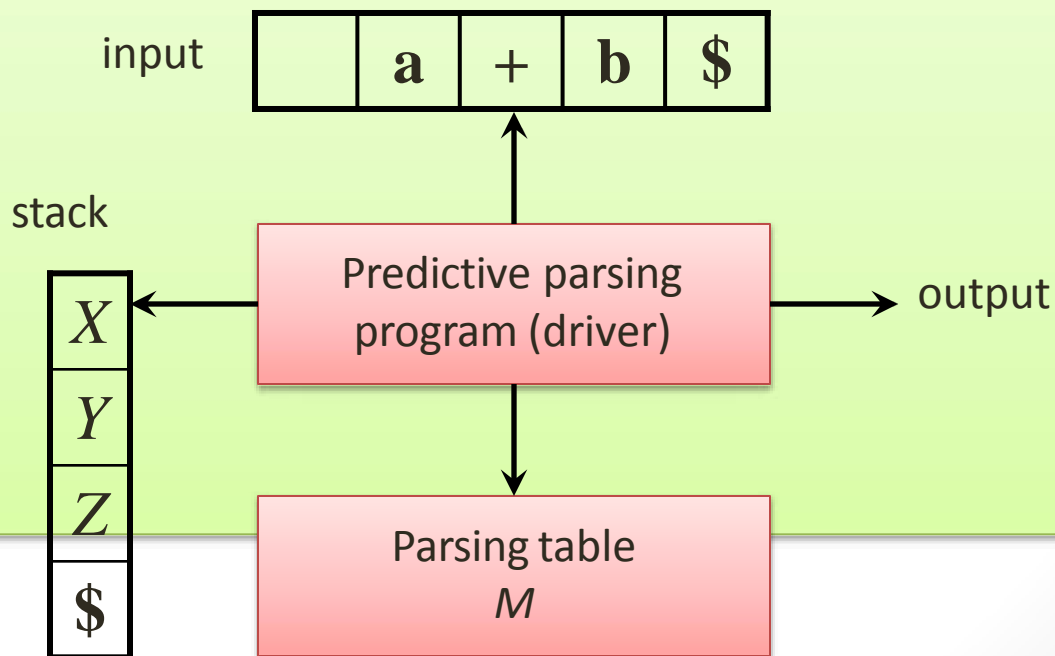 input
a + b $
stack
X
Y
Z
$
Predictive parsing
program (driver)
output
Parsing table
M